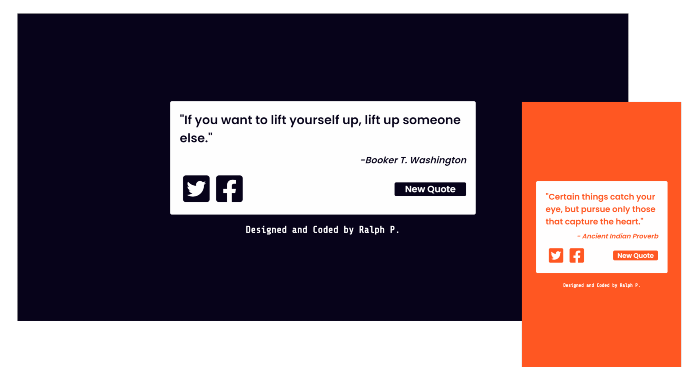 "If you want to lift yourself up, lift up someone
else."
-Booker T. Washington
New Quote
Designed and Coded by Ralph P.
"Certain things catch your
eye, but pursue only those
that capture the heart."
- Ancient Indian Proverb
New Quote
Designed and Coded by Ralph P.